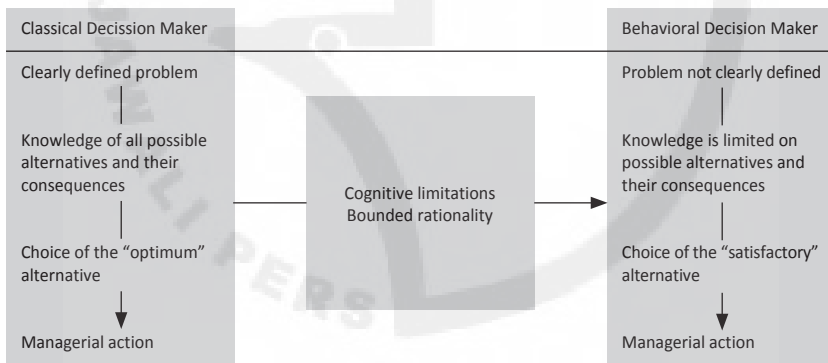 Classical Decission Maker
Clearly defined problem
Knowledge of all possible
alternatives and their
consequences
Choice of the “optimum”
alternative
Managerial action
Cognitive limitations
Bounded rationality
Behavioral Decision Maker
Problem not clearly defined
Knowledge is limited on
possible alternatives and
their consequences
Choice of the “satisfactory”
alternative
Managerial action